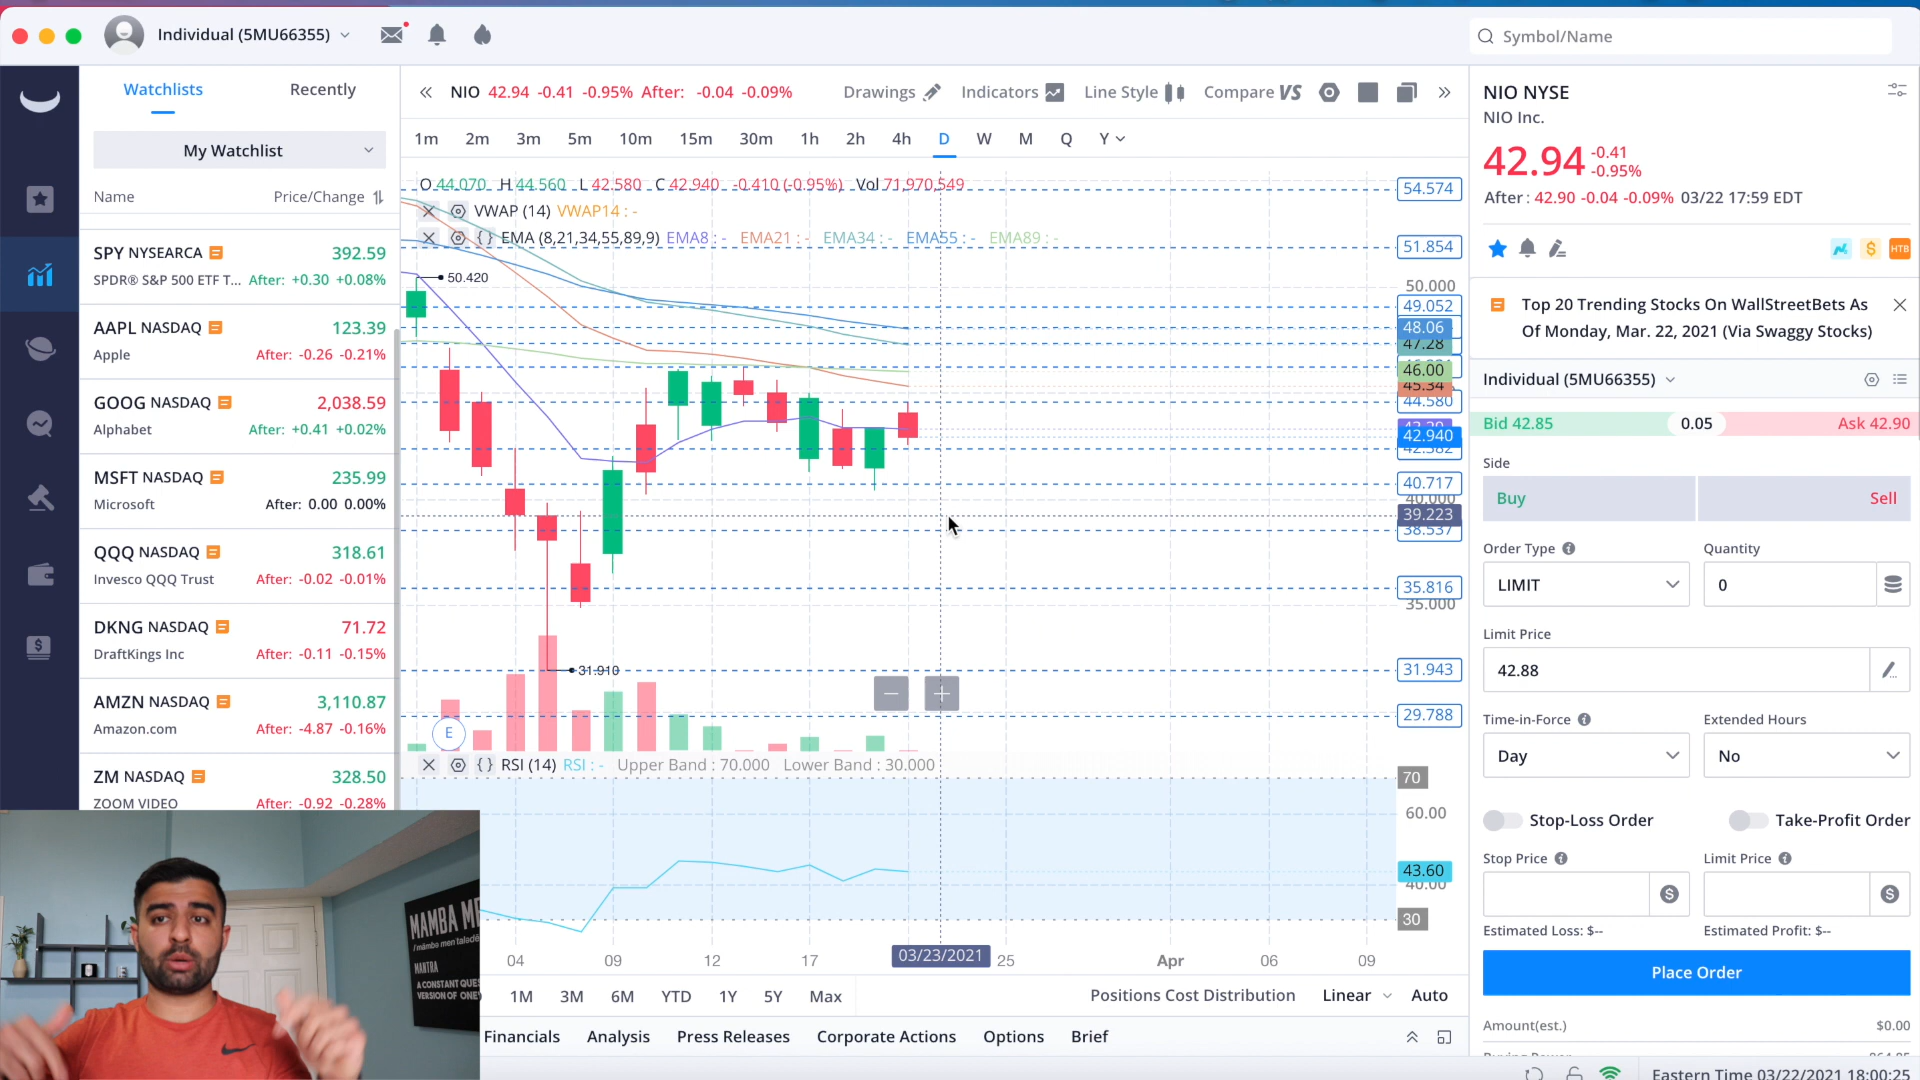 Individual (5MU66355)
Symbol/Name
Watchlists
Recently
My Watchlist
Name
Price/Change
SPY NYSEARCA
392.59
SPDR® S&P 500 ETF T...
After: +0.30 +0.08%
AAPL NASDAQ
123.39
Apple
After: -0.26 -0.21%
GOOG NASDAQ
2,038.59
Alphabet
After: +0.41 +0.02%
MSFT NASDAQ
235.99
Microsoft
After: 0.00 0.00%
QQQ NASDAQ
318.61
Invesco QQQ Trust
After: -0.02 -0.01%
DKNG NASDAQ
71.72
DraftKings Inc
After: -0.11 -0.15%
AMZN NASDAQ
3,110.87
Amazon.com
After: -4.87 -0.16%
ZM NASDAQ
328.50
ZOOM VIDEO
After: -0.92 -0.28%
NIO 42.94 -0.41 -0.95% After: -0.04 -0.09%
Drawings
Indicators
Line Style
Compare VS
1m 2m 3m 5m 10m 15m 30m 1h 2h 4h D W M Q Y
O 44.070 H 44.560 L 42.580 C 42.940 -0.410 (-0.95%) Vol 71,970,549
VWAP (14) VWAP14 : -
{ } EMA (8,21,34,55,89,9) EMA8 : - EMA21 : - EMA34 : - EMA55 : - EMA89 : -
50.420
31.910
E
54.574
51.854
50.000
49.052
48.06
47.28
46.00
45.34
44.580
42.940
40.717
40.000
39.223
38.537
35.816
35.000
31.943
29.788
{ } RSI (14) RSI : - Upper Band : 70.000 Lower Band : 30.000
70
60.00
43.60
40.00
30
04 09 12 17 03/23/2021 25 Apr 06 09
1M 3M 6M YTD 1Y 5Y Max
Positions Cost Distribution
Linear
Auto
Financials Analysis Press Releases Corporate Actions Options Brief
NIO NYSE
NIO Inc.
42.94
-0.41
-0.95%
After : 42.90 -0.04 -0.09% 03/22 17:59 EDT
HTB
Top 20 Trending Stocks On WallStreetBets As
Of Monday, Mar. 22, 2021 (Via Swaggy Stocks)
Individual (5MU66355)
Bid 42.85
0.05
Ask 42.90
Side
Buy
Sell
Order Type
Quantity
LIMIT
0
Limit Price
42.88
Time-in-Force
Extended Hours
Day
No
Stop-Loss Order
Take-Profit Order
Stop Price
Limit Price
Estimated Loss: $--
Estimated Profit: $--
Place Order
Amount(est.)
$0.00
Eastern Time 03/22/2021 18:00:25
MAMBA ME
MANTRA
A CONSTANT QUE
VERSION OF ONE